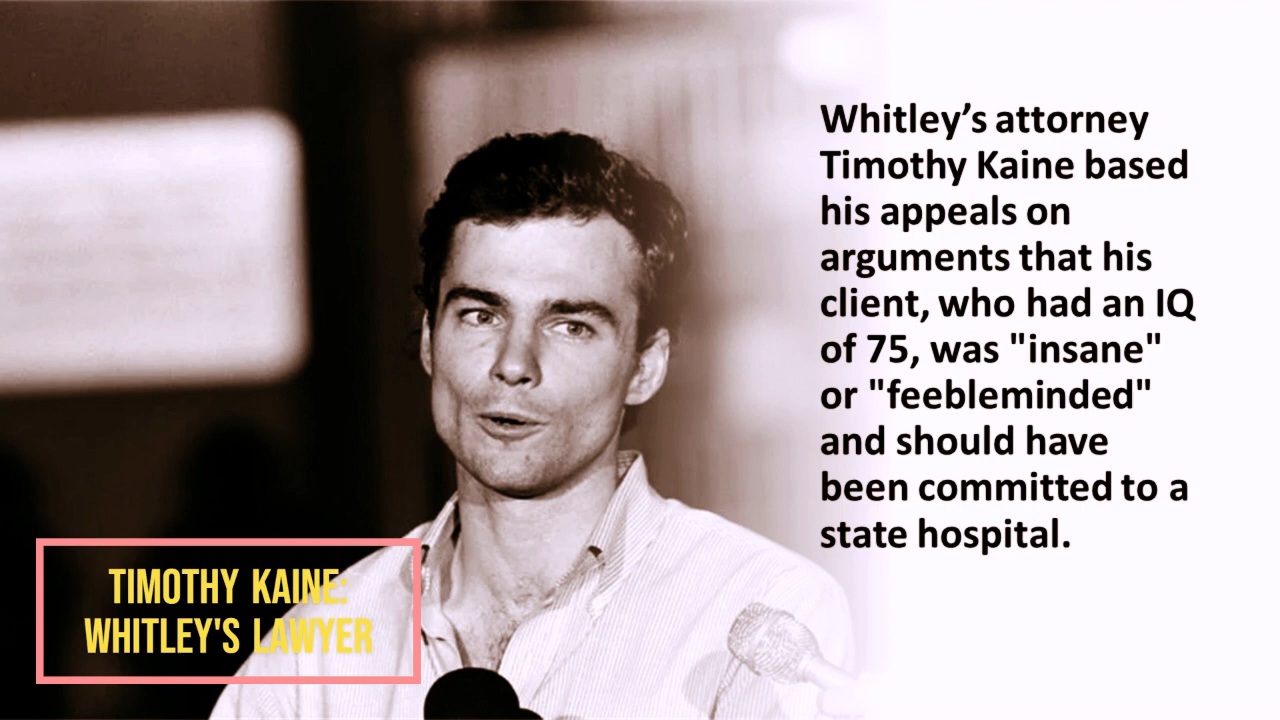 Whitley’s attorney
Timothy Kaine based
his appeals on
arguments that his
client, who had an IQ
of 75, was "insane"
or "feebleminded"
and should have
been committed to a
state hospital.
TIMOTHY KAINE:
WHITLEY'S LAWYER